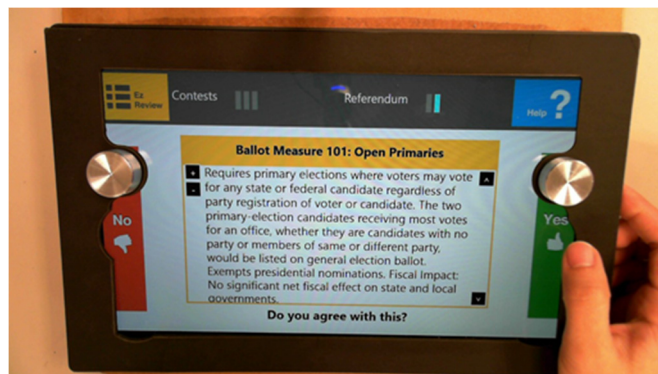 Ez
Review
Contests
Referendum
Help ?
Ballot Measure 101: Open Primaries
+
-
Requires primary elections where voters may vote
for any state or federal candidate regardless of
party registration of voter or candidate. The two
primary-election candidates receiving most votes
for an office, whether they are candidates with no
party or members of same or different party,
would be listed on general election ballot.
Exempts presidential nominations. Fiscal Impact:
No significant net fiscal effect on state and local
governments.
No
Yes
Do you agree with this?